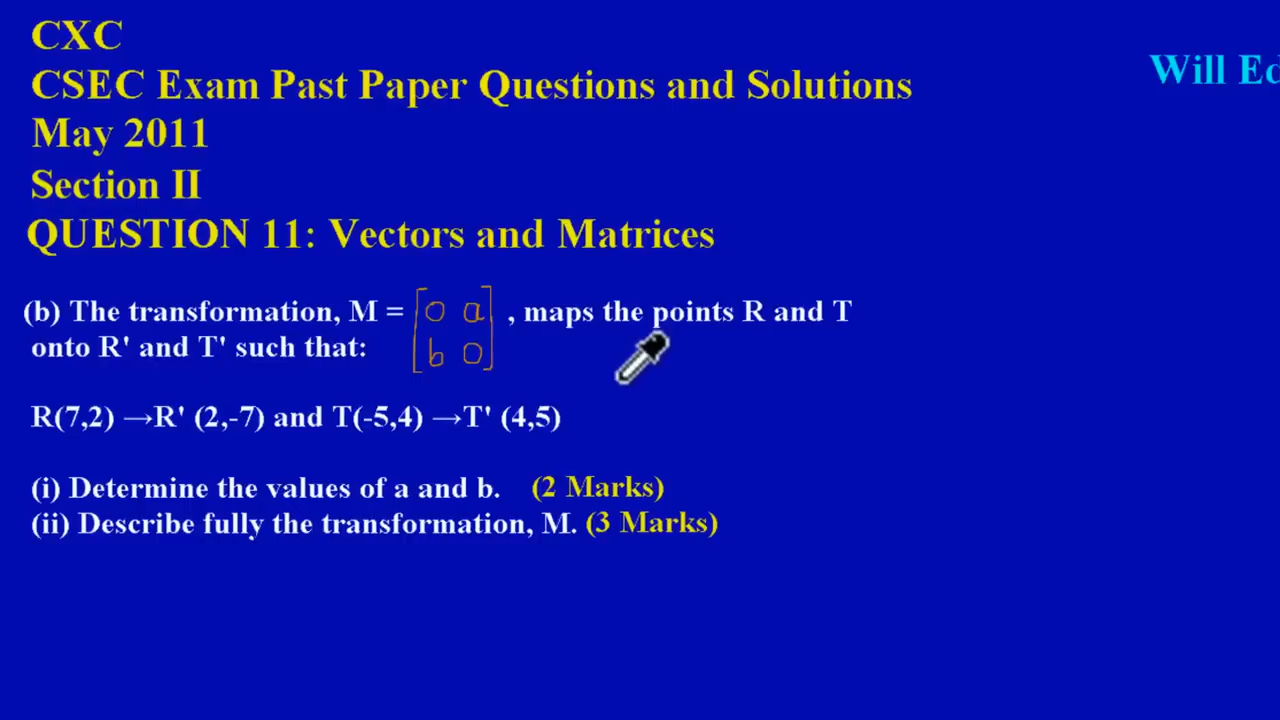 CXC
CSEC Exam Past Paper Questions and Solutions
Will Ed
May 2011
Section II
QUESTION 11: Vectors and Matrices
(b) The transformation, M = [0 a] , maps the points R and T
[b 0]
onto R' and T' such that:
R(7,2) →R' (2,-7) and T(-5,4) →T' (4,5)
(i) Determine the values of a and b. (2 Marks)
(ii) Describe fully the transformation, M. (3 Marks)